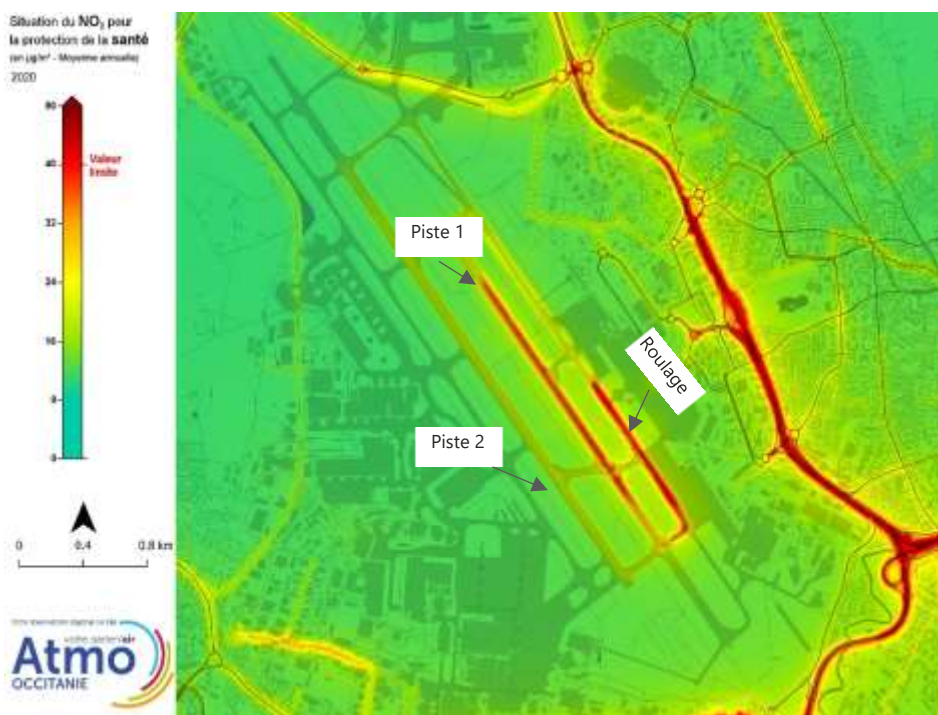 Situation du NO₂ pour
la protection de la santé
(en µg/m³ - Moyenne annuelle)
2020
Valeur
limite
40
32
24
16
0
0 0.4 0.8 km
Atmo
OCCITANIE
Piste 1
Roulage
Piste 2